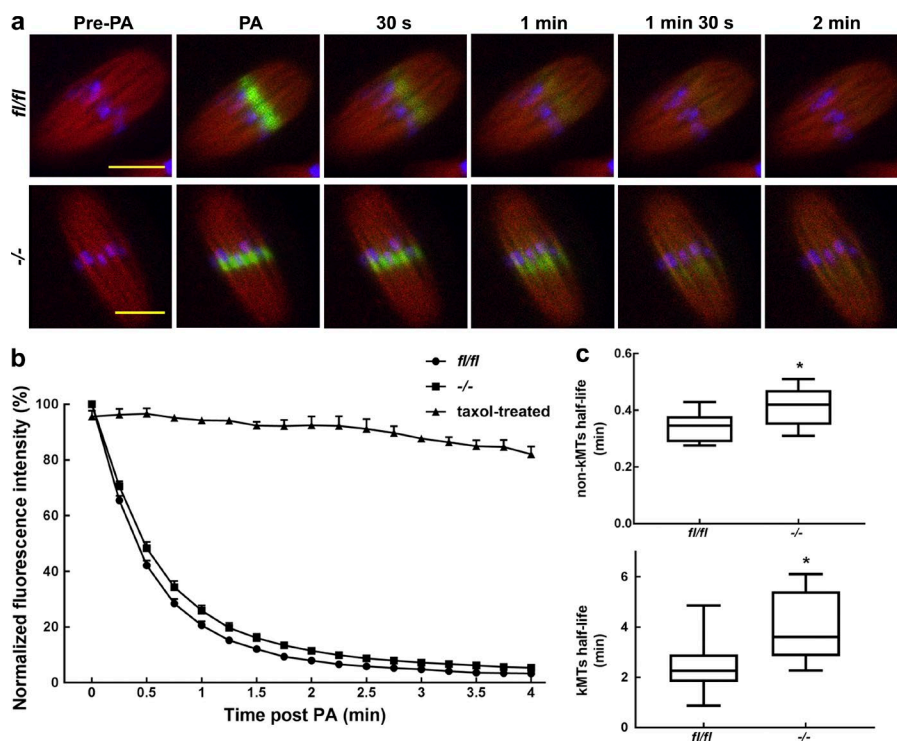 a
Pre-PA PA 30 s 1 min 1 min 30 s 2 min
fl/fl
-/-
b
fl/fl
-/-
taxol-treated
Normalized fluorescence intensity (%)
100
80
60
40
20
0
0 0.5 1 1.5 2 2.5 3 3.5 4
Time post PA (min)
c
non-kMTs half-life
(min)
0.6
0.4
0.2
0.0
*
fl/fl -/-
kMTs half-life
(min)
6
4
2
0
*
fl/fl -/-